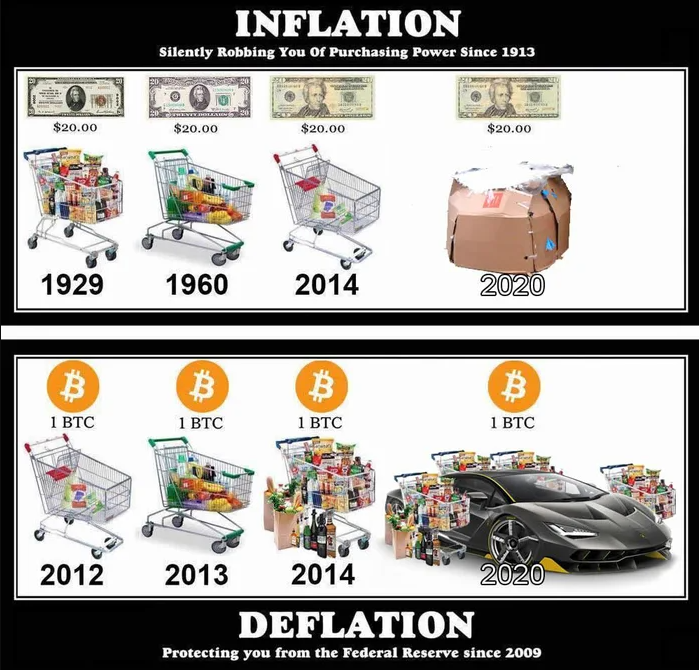 INFLATION
Silently Robbing You Of Purchasing Power Since 1913
$20.00 $20.00 $20.00 $20.00
1929 1960 2014 2020
1 BTC 1 BTC 1 BTC 1 BTC
2012 2013 2014 2020
DEFLATION
Protecting you from the Federal Reserve since 2009